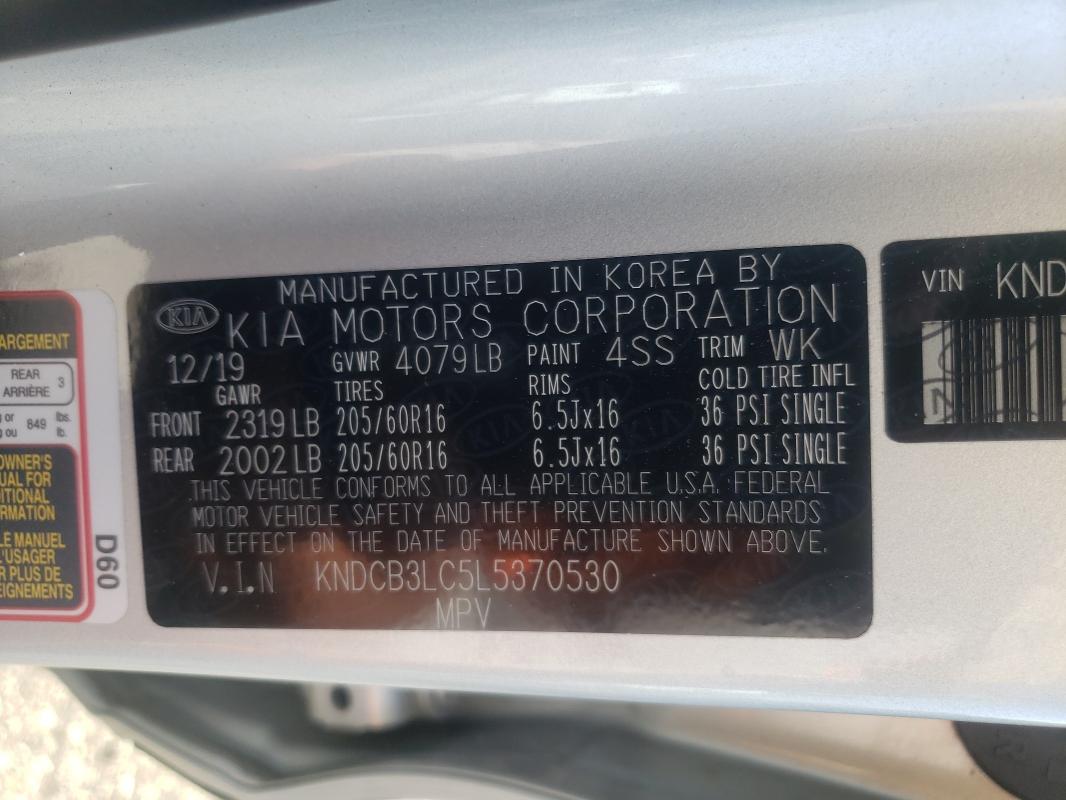 MANUFACTURED IN KOREA BY
KIA KIA MOTORS CORPORATION
12/19 GVWR 4079LB PAINT 4SS TRIM WK
GAWR TIRES RIMS COLD TIRE INFL
FRONT 2319LB 205/60R16 6.5Jx16 36 PSI SINGLE
REAR 2002LB 205/60R16 6.5Jx16 36 PSI SINGLE
THIS VEHICLE CONFORMS TO ALL APPLICABLE U.S.A. FEDERAL
MOTOR VEHICLE SAFETY AND THEFT PREVENTION STANDARDS
IN EFFECT ON THE DATE OF MANUFACTURE SHOWN ABOVE.
V.I.N KNDCB3LC5L5370530
MPV
ARGEMENT
REAR
ARRIÈRE 3
or lbs.
ou 849 lb.
OWNER'S
UAL FOR
DITIONAL
RMATION
LE MANUEL
L'USAGER
R PLUS DE
EIGNEMENTS
D60
VIN KND